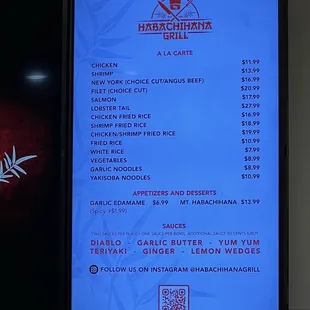 HABACHIHANA
GRILL
A LA CARTE
CHICKEN $11.99
SHRIMP $13.99
NEW YORK (CHOICE CUT/ANGUS BEEF) $16.99
FILET (CHOICE CUT) $20.99
SALMON $17.99
LOBSTER TAIL $27.99
CHICKEN FRIED RICE $16.99
SHRIMP FRIED RICE $18.99
CHICKEN/SHRIMP FRIED RICE $19.99
FRIED RICE $10.99
WHITE RICE $7.99
VEGETABLES $8.99
GARLIC NOODLES $8.99
YAKISOBA NOODLES $10.99
APPETIZERS AND DESSERTS
GARLIC EDAMAME $6.99 MT. HABACHIHANA $13.99
(Spicy +$1.99)
SAUCES
DIABLO - GARLIC BUTTER - YUM YUM
TERIYAKI - GINGER - LEMON WEDGES
FOLLOW US ON INSTAGRAM @HABACHIHANAGRILL